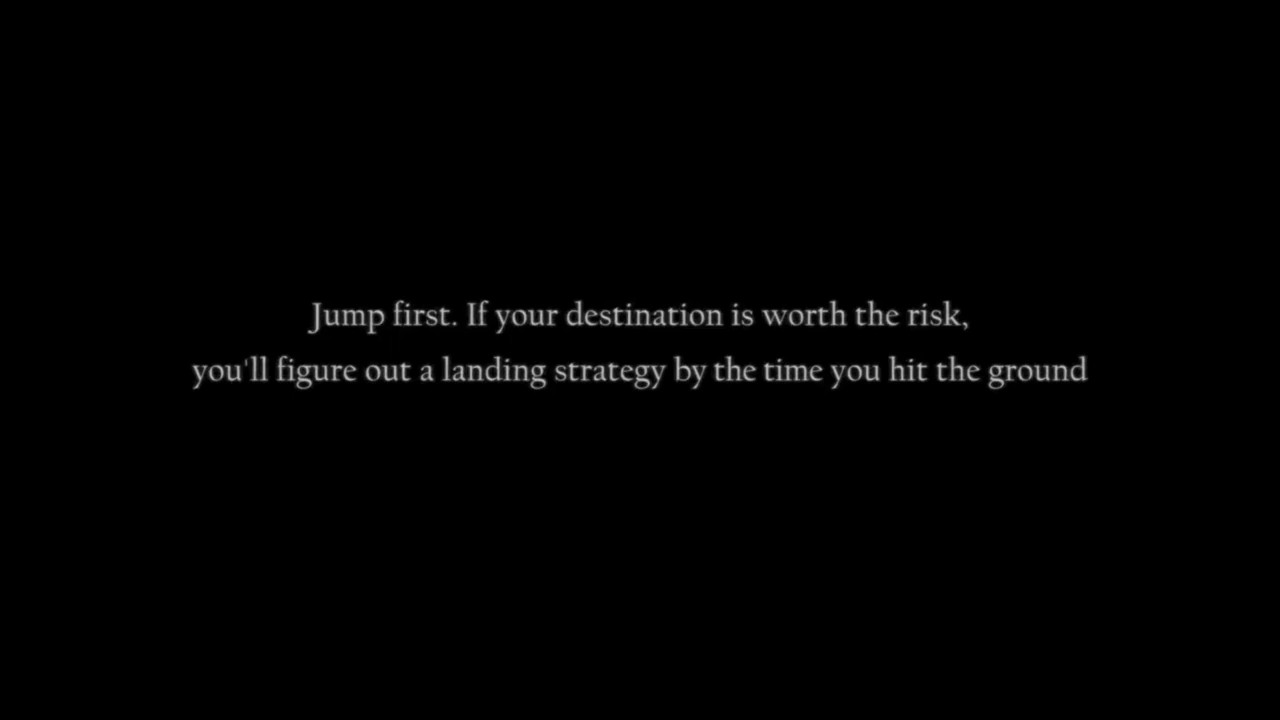 Jump first. If your destination is worth the risk,
you'll figure out a landing strategy by the time you hit the ground